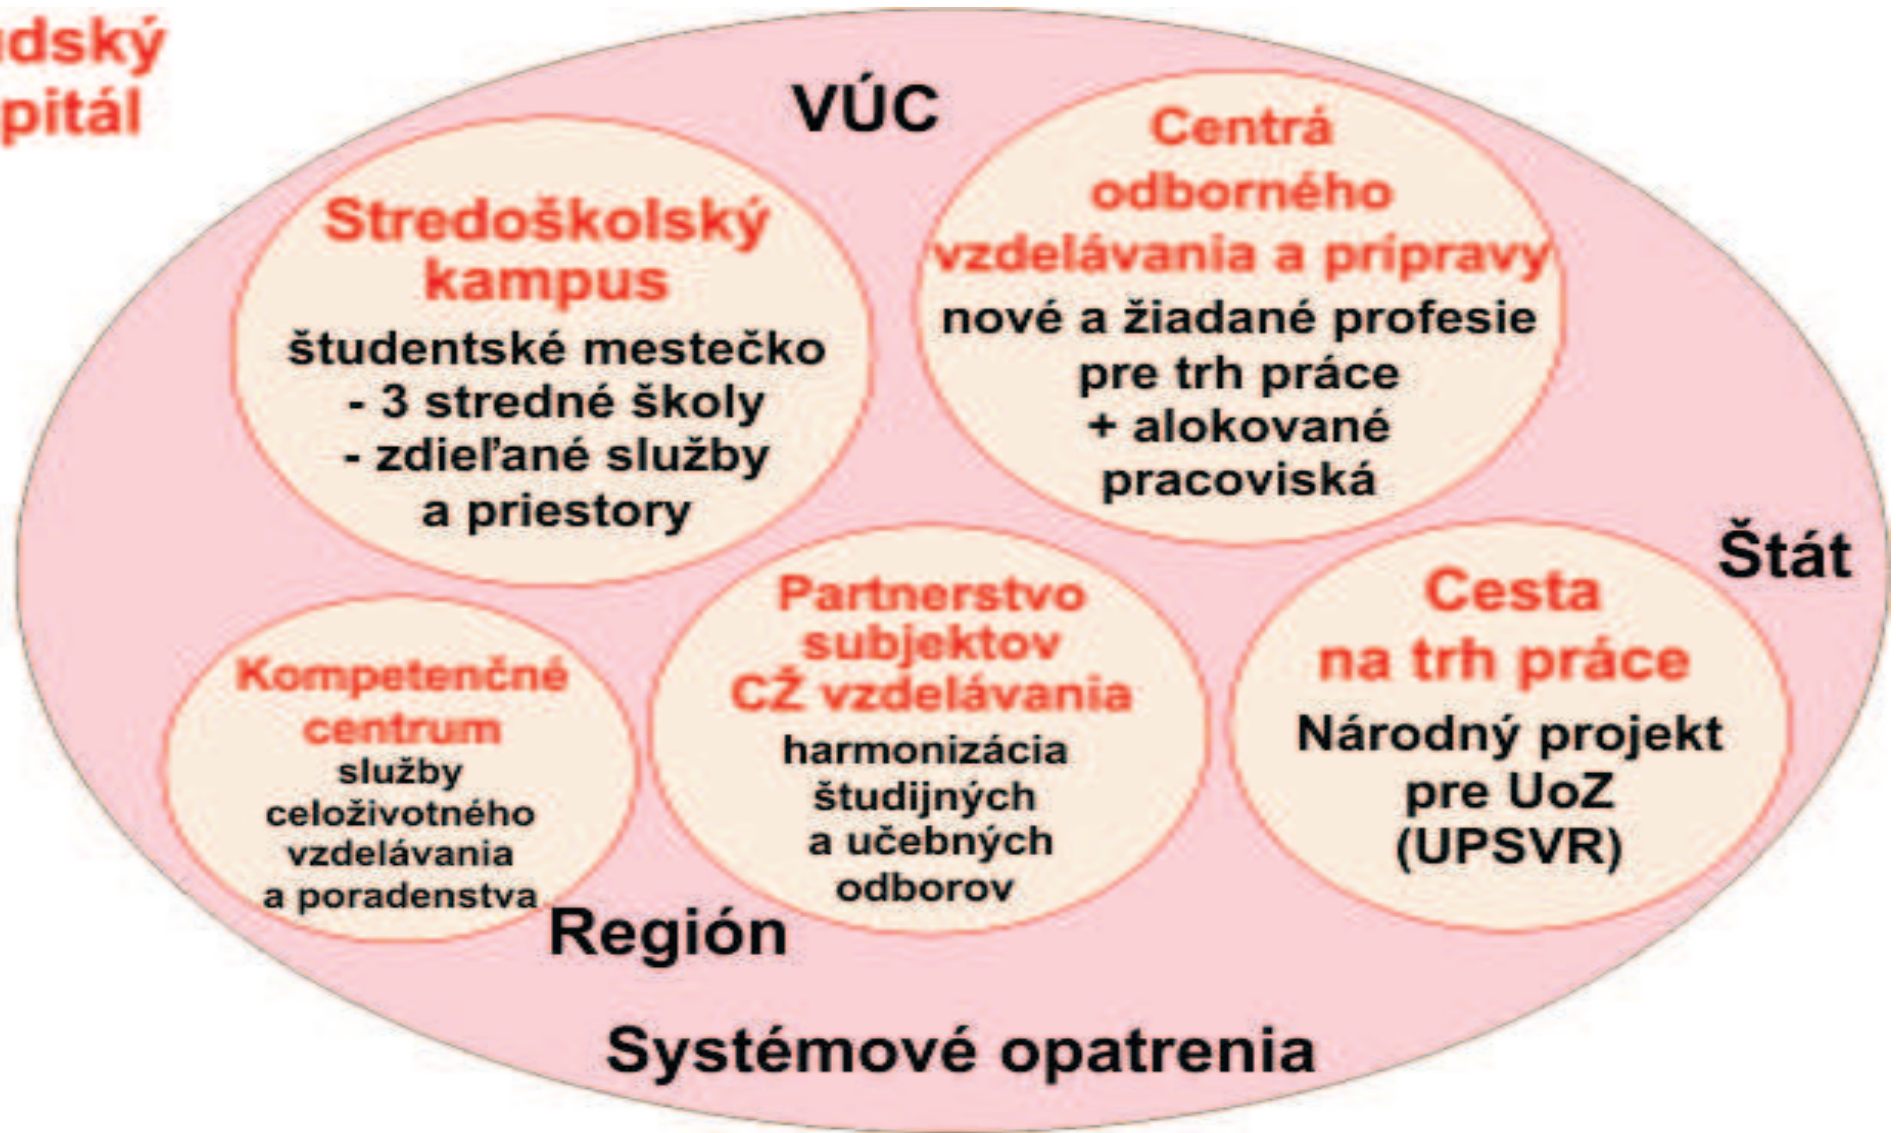 VÚC
Stredoškolský
kampus
študentské mestečko
- 3 stredné školy
- zdieľané služby
a priestory
Centrá
odborného
vzdelávania a prípravy
nové a žiadané profesie
pre trh práce
+ alokované
pracoviská
Štát
Kompetenčné
centrum
služby
celoživotného
vzdelávania
a poradenstva
Partnerstvo
subjektov
CŽ vzdelávania
harmonizácia
študijných
a učebných
odborov
Cesta
na trh práce
Národný projekt
pre UoZ
(UPSVR)
Región
Systémové opatrenia